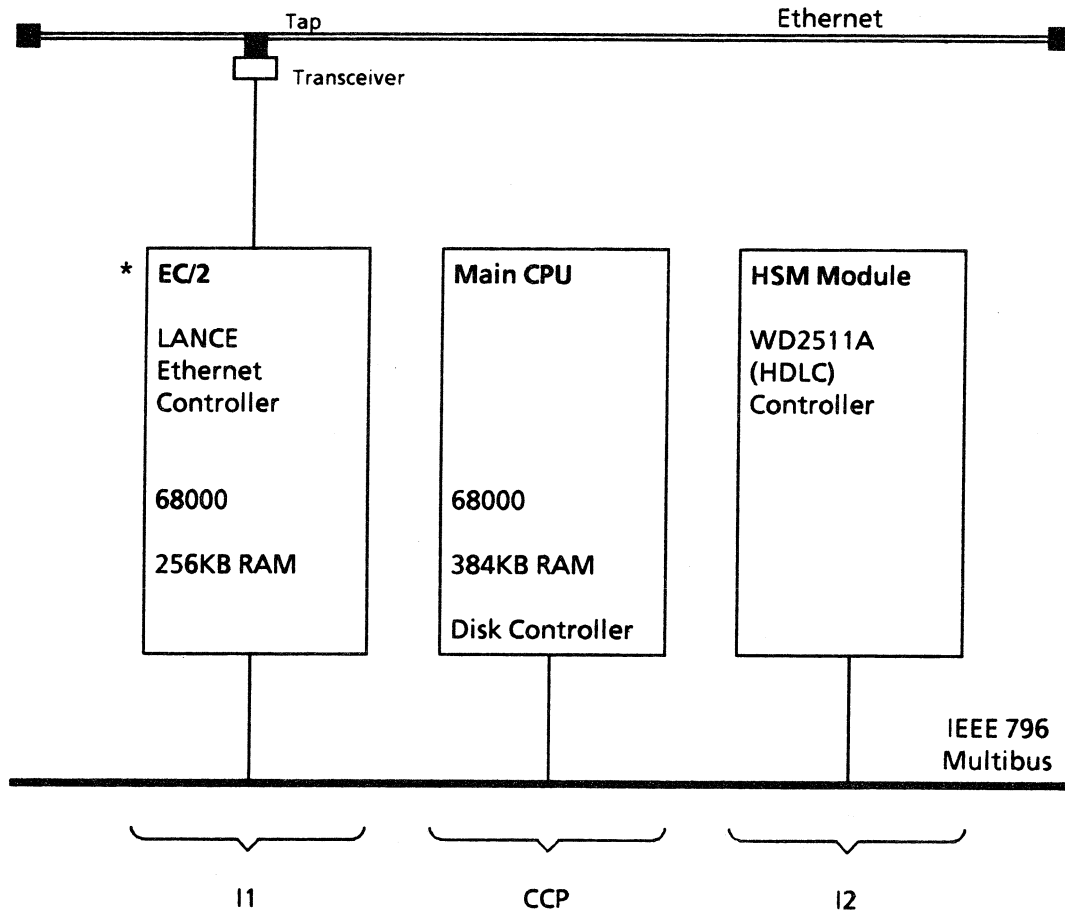 Tap
Ethernet
Transceiver
* EC/2
LANCE
Ethernet
Controller
68000
256KB RAM
Main CPU
68000
384KB RAM
Disk Controller
HSM Module
WD2511A
(HDLC)
Controller
IEEE 796
Multibus
I1
CCP
I2